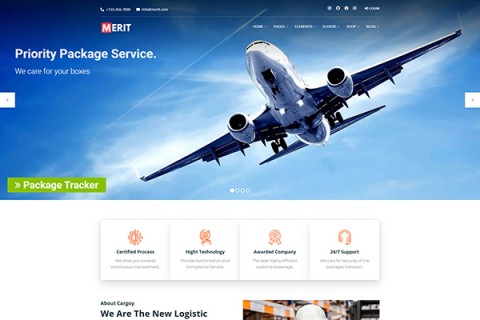 +123-456-7890 info@merit.com LOGIN
MERIT
HOME PAGES ELEMENTS SLIDERS SHOP BLOG
Priority Package Service.
We care for your boxes
Package Tracker
Certified Process
Hight Technology
Awarded Company
24/7 Support
We drive you towards
continuous improvement.
Provide Authorization and
Compliance Service.
The best highly efficient
customs brokerage.
We care for security of the
packages transport.
About Cargoy
We Are The New Logistic